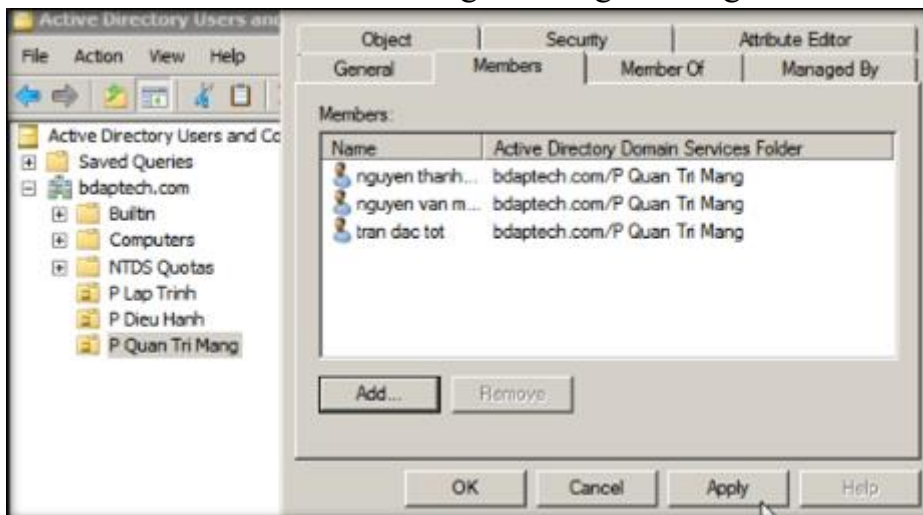 Active Directory Users and
File Action View Help
Active Directory Users and Co
Saved Queries
bdaptech.com
Builtin
Computers
NTDS Quotas
P Lap Trinh
P Dieu Hanh
P Quan Tri Mang
Object Security Attribute Editor
General Members Member Of Managed By
Members:
Name Active Directory Domain Services Folder
nguyen thanh... bdaptech.com/P Quan Tri Mang
nguyen van m... bdaptech.com/P Quan Tri Mang
tran dac tot bdaptech.com/P Quan Tri Mang
Add... Remove
OK Cancel Apply Help